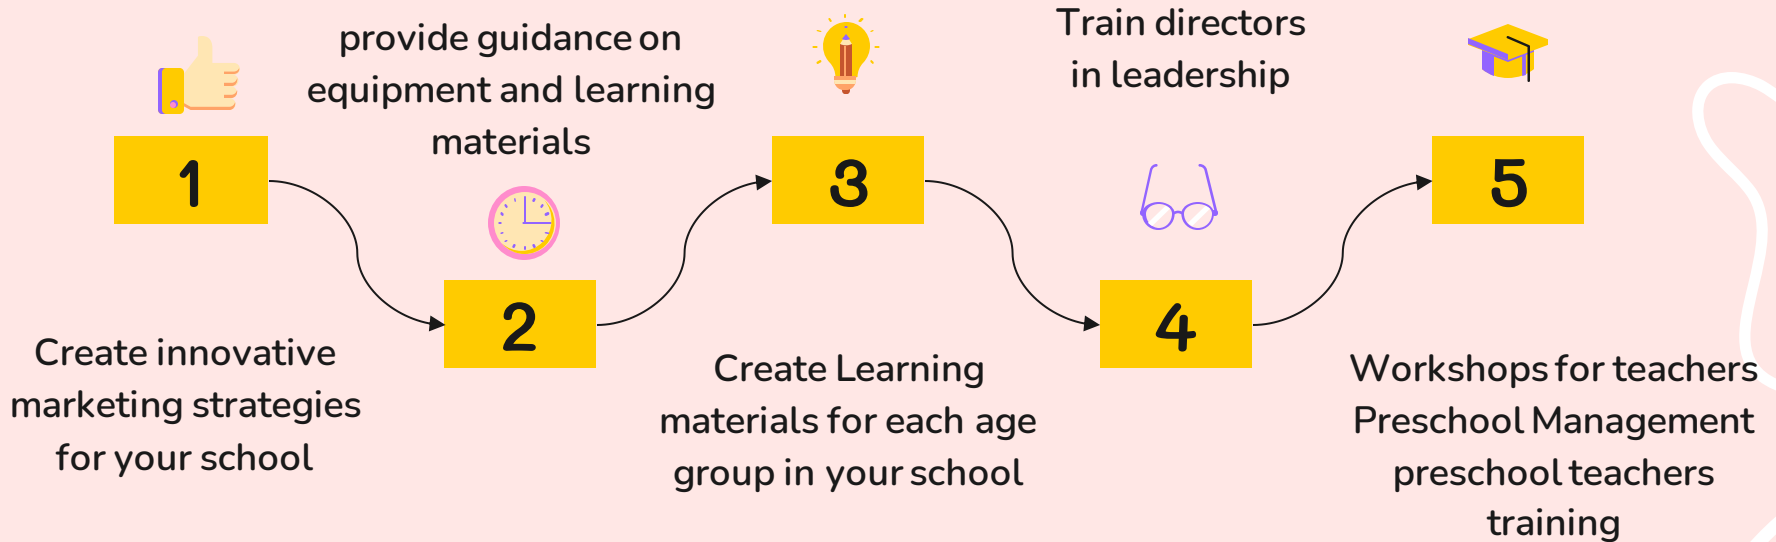 1
Create innovative
marketing strategies
for your school
provide guidance on
equipment and learning
materials
2
3
Create Learning
materials for each age
group in your school
Train directors
in leadership
4
5
Workshops for teachers
Preschool Management
preschool teachers
training